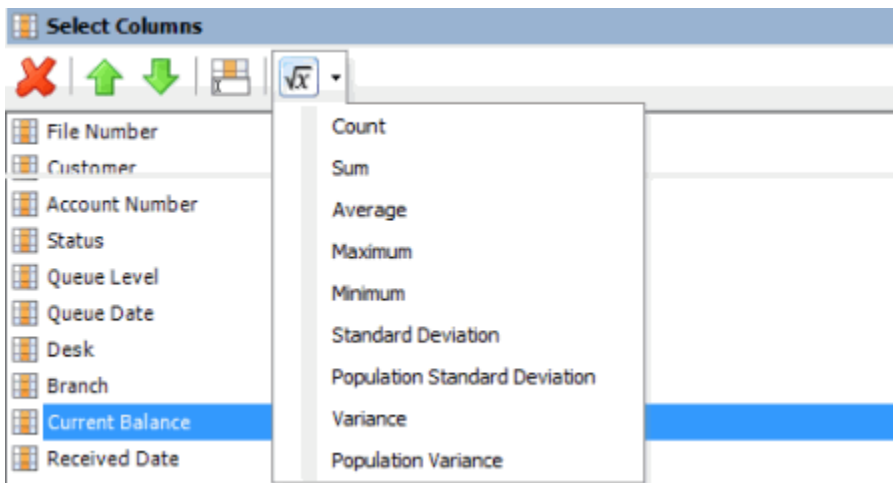 Select Columns
√x
File Number
Customer
Account Number
Status
Queue Level
Queue Date
Desk
Branch
Current Balance
Received Date
Count
Sum
Average
Maximum
Minimum
Standard Deviation
Population Standard Deviation
Variance
Population Variance